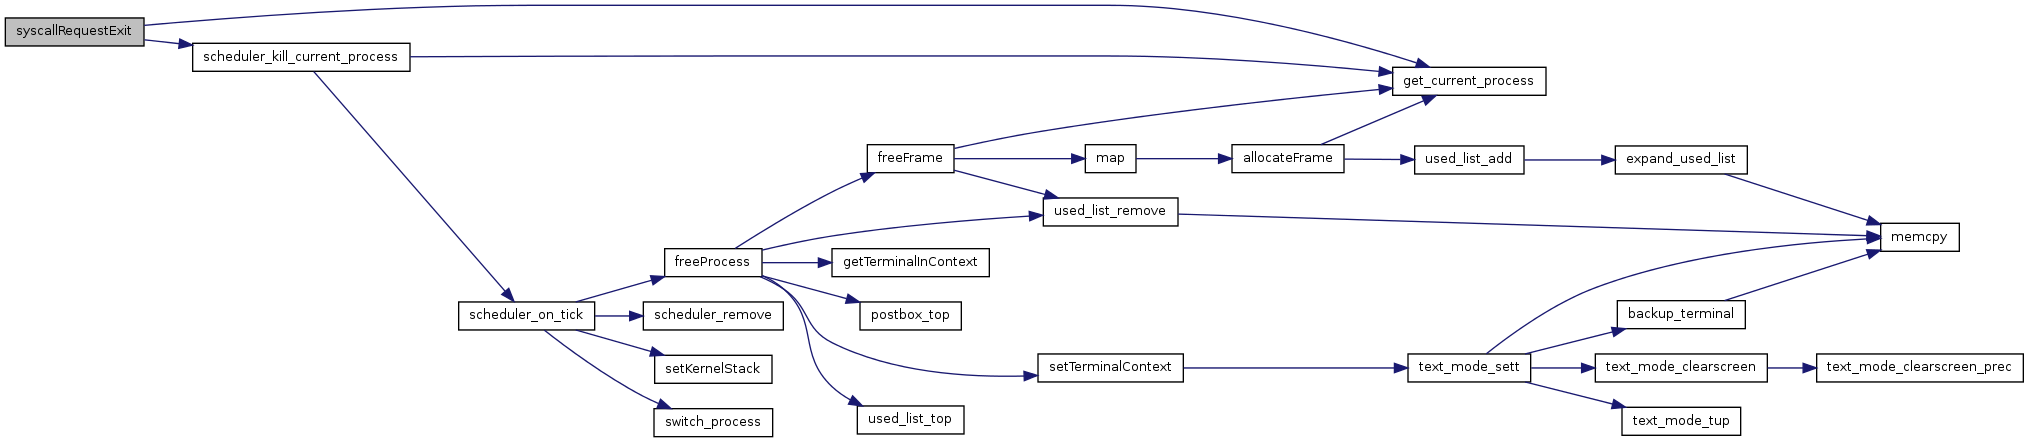 syscallRequestExit
scheduler_kill_current_process
get_current_process
freeFrame
map
allocateFrame
used_list_add
expand_used_list
used_list_remove
memcpy
freeProcess
getTerminalInContext
scheduler_on_tick
scheduler_remove
postbox_top
backup_terminal
setKernelStack
setTerminalContext
text_mode_sett
text_mode_clearscreen
text_mode_clearscreen_prec
switch_process
used_list_top
text_mode_tup